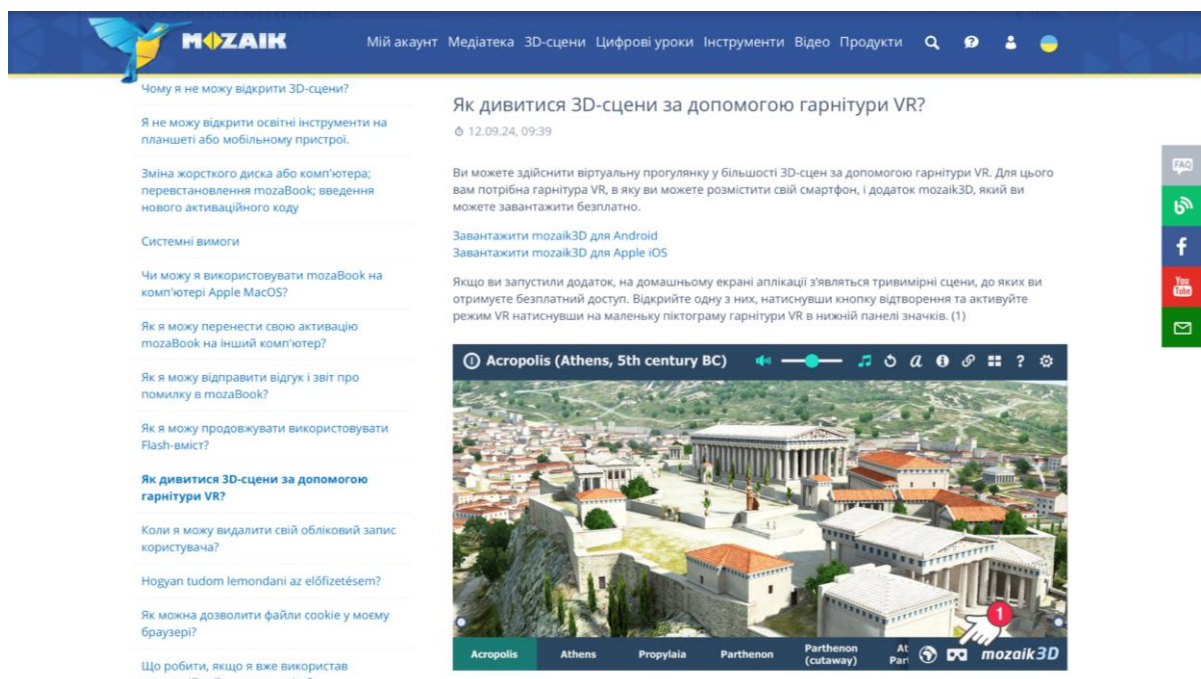 MOZAIK
Мій акаунт Медіатека 3D-сцени Цифрові уроки Інструменти Відео Продукти
Чому я не можу відкрити 3D-сцени?
Я не можу відкрити освітні інструменти на
планшеті або мобільному пристрої.
Зміна жорсткого диска або комп'ютера;
перевстановлення mozaBook; введення
нового активаційного коду
Системні вимоги
Чи можу я використовувати mozaBook на
комп'ютері Apple MacOS?
Як я можу перенести свою активацію
mozaBook на інший комп'ютер?
Як я можу відправити відгук і звіт про
помилку в mozaBook?
Як я можу продовжувати використовувати
Flash-вміст?
Як дивитися 3D-сцени за допомогою
гарнітури VR?
Коли я можу видалити свій обліковий запис
користувача?
Hogyan tudom lemondani az előfizetésem?
Як можна дозволити файли cookie у моєму
браузері?
Що робити, якщо я вже використав
Як дивитися 3D-сцени за допомогою гарнітури VR?
12.09.24, 09:39
Ви можете здійснити віртуальну прогулянку у більшості 3D-сцен за допомогою гарнітури VR. Для цього
вам потрібна гарнітура VR, в яку ви можете розмістити свій смартфон, і додаток mozaik3D, який ви
можете завантажити безплатно.
Завантажити mozaik3D для Android
Завантажити mozaik3D для Apple iOS
Якщо ви запустили додаток, на домашньому екрані аплікації з'являться тривимірні сцени, до яких ви
отримуєте безплатний доступ. Відкрийте одну з них, натиснувши кнопку відтворення та активуйте
режим VR натиснувши на маленьку піктограму гарнітури VR в нижній панелі значків. (1)
Acropolis (Athens, 5th century BC)
1
Acropolis Athens Propylaia Parthenon Parthenon
(cutaway)
mozaik3D
FAQ
You
Tube